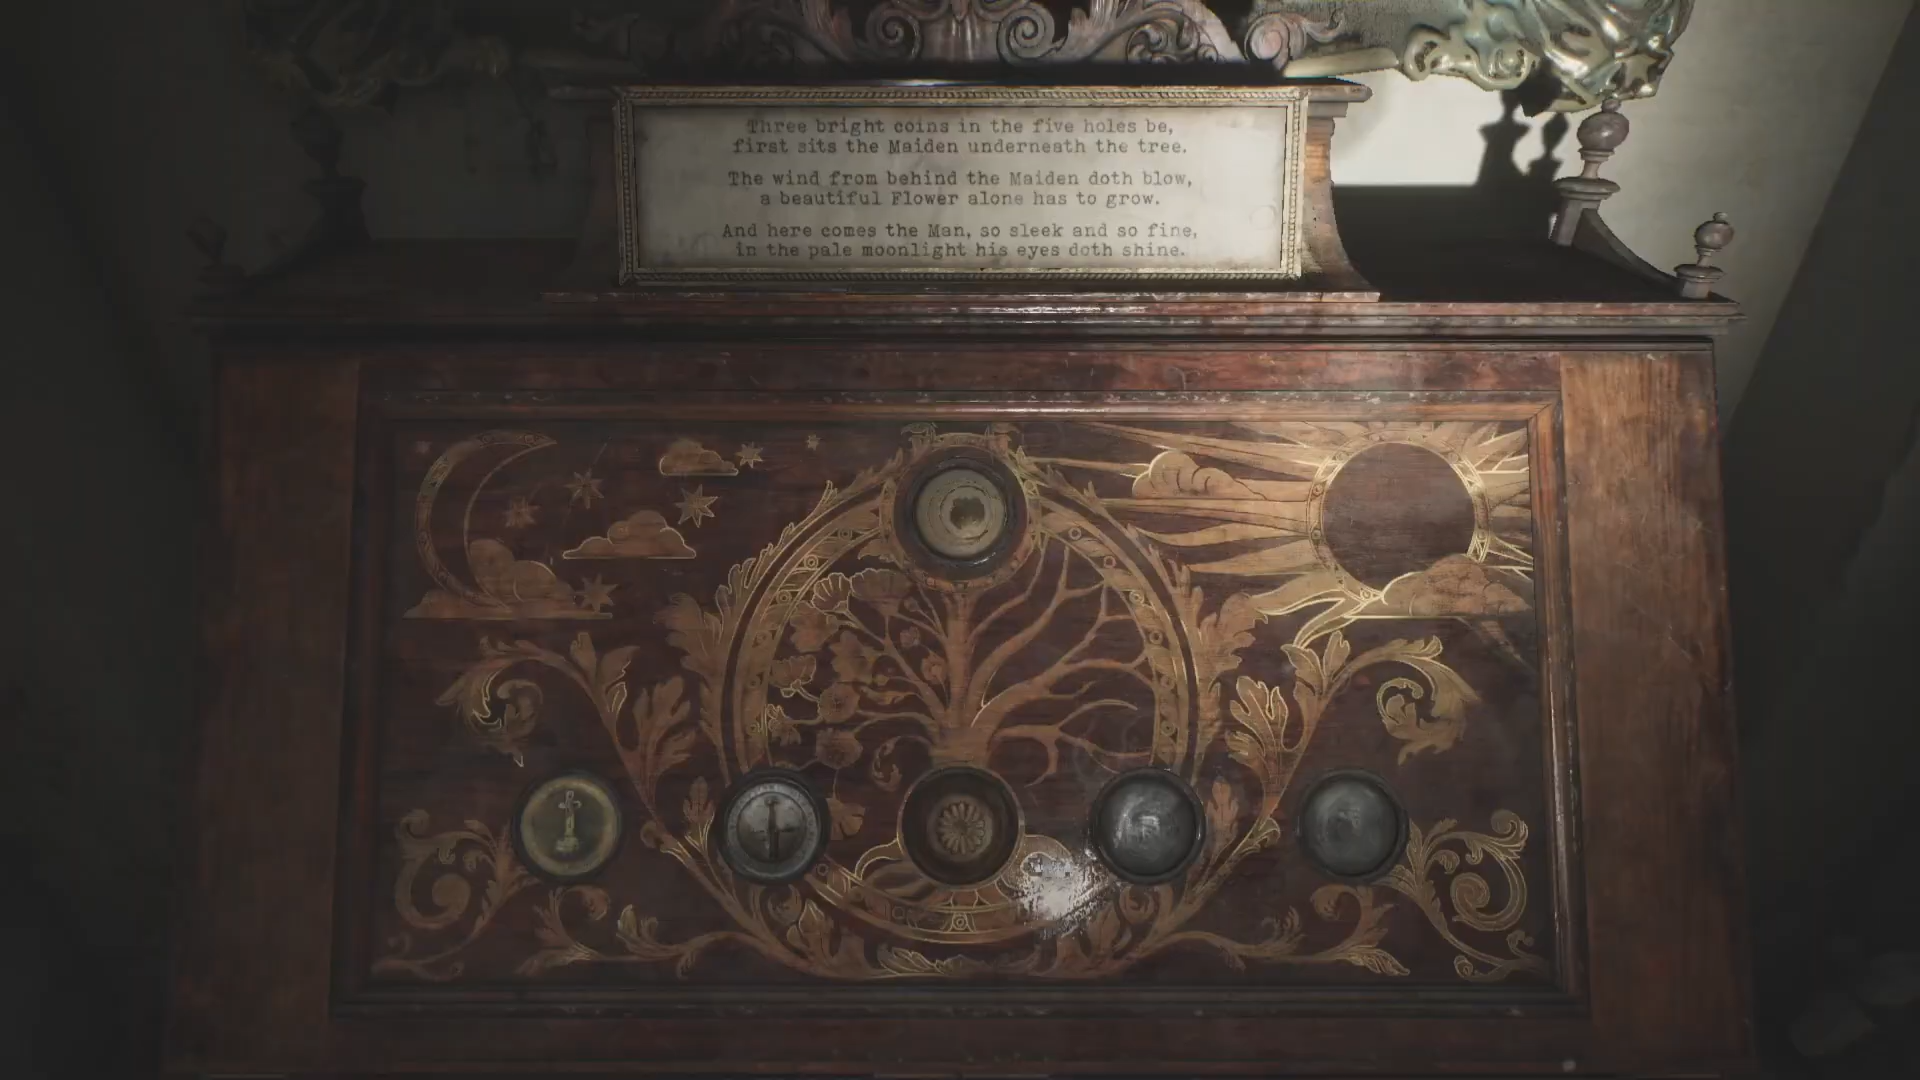 Three bright coins in the five holes be,
first sits the Maiden underneath the tree.
The wind from behind the Maiden doth blow,
a beautiful Flower alone has to grow.
And here comes the Man, so sleek and so fine,
in the pale moonlight his eyes doth shine.